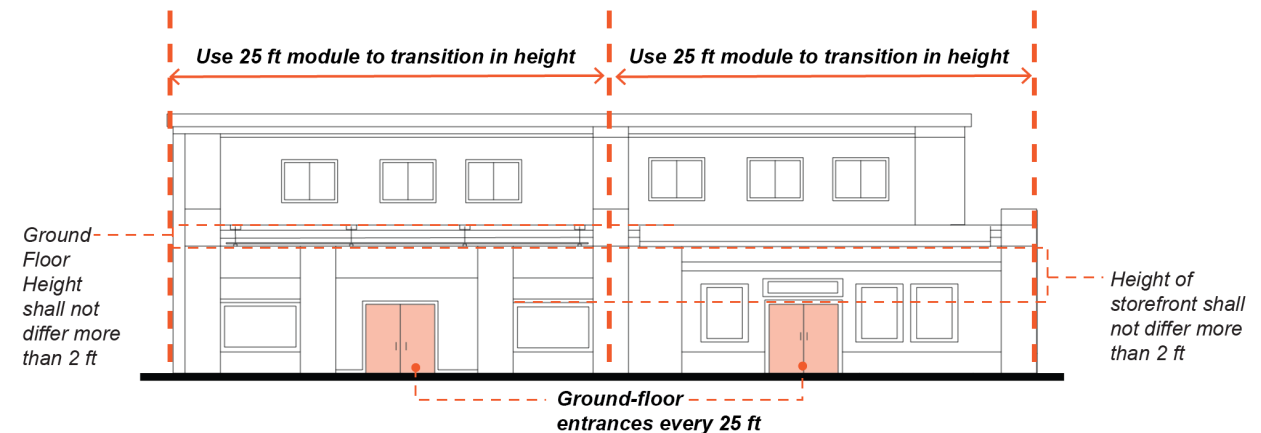 Use 25 ft module to transition in height
Use 25 ft module to transition in height
Ground
Floor
Height
shall not
differ more
than 2 ft
Height of
storefront shall
not differ more
than 2 ft
Ground-floor
entrances every 25 ft